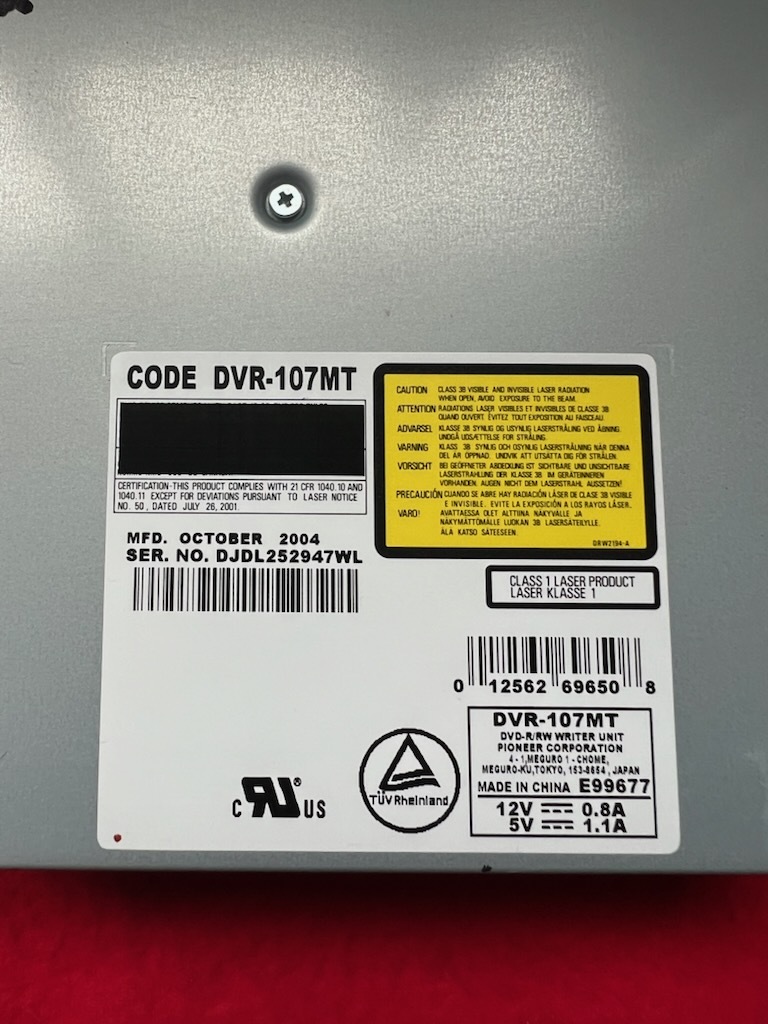 CODE DVR-107MT
CERTIFICATION-THIS PRODUCT COMPLIES WITH 21 CFR 1040.10 AND
1040.11 EXCEPT FOR DEVIATIONS PURSUANT TO LASER NOTICE
NO. 50, DATED JULY 26, 2001.
MFD. OCTOBER 2004
SER. NO. DJDL252947WL
CAUTION CLASS 3B VISIBLE AND INVISIBLE LASER RADIATION
WHEN OPEN, AVOID EXPOSURE TO THE BEAM.
ATTENTION RADIATIONS LASER VISIBLES ET INVISIBLES DE CLASSE 3B
QUAND OUVERT. ÉVITEZ TOUT EXPOSITION AU FAISCEAU.
ADVARSEL KLASSE 3B SYNLIG OG USYNLIG LASERSTRÅLING VED ÅBNING.
UNDGÅ UDSÆTTELSE FOR STRÅLING.
VARNING KLASS 3B SYNLIG OCH OSYNLIG LASERSTRÅLNING NÄR DENNA
DEL ÄR ÖPPNAD. UNDVIK ATT UTSÄTTA DIG FÖR STRÅLEN.
VORSICHT BEI GEÖFFNETER ABDECKUNG IST SICHTBARE UND UNSICHTBARE
LASERSTRAHLUNG DER KLASSE 3B IM GERÄTEINNEREN
VORHANDEN. AUGEN NICHT DEM LASERSTRAHL AUSSETZEN!
PRECAUCIÓN CUANDO SE ABRE HAY RADIACIÓN LÁSER DE CLASE 3B VISIBLE
E INVISIBLE. EVITE LA EXPOSICIÓN A LOS RAYOS LÁSER.
VARO! AVATTAESSA OLET ALTTIINA NÄKYVÄLLE JA
NÄKYMÄTTÖMÄLLE LUOKAN 3B LASERSÄTEILYLLE.
ÄLÄ KATSO SÄTEESEEN.
DRW2194-A
CLASS 1 LASER PRODUCT
LASER KLASSE 1
0 12562 69650 8
DVR-107MT
DVD-R/RW WRITER UNIT
PIONEER CORPORATION
4-1,MEGURO 1-CHOME,
MEGURO-KU,TOKYO, 153-8654, JAPAN
MADE IN CHINA E99677
12V 0.8A
5V 1.1A
TÜV Rheinland
C RU ® US